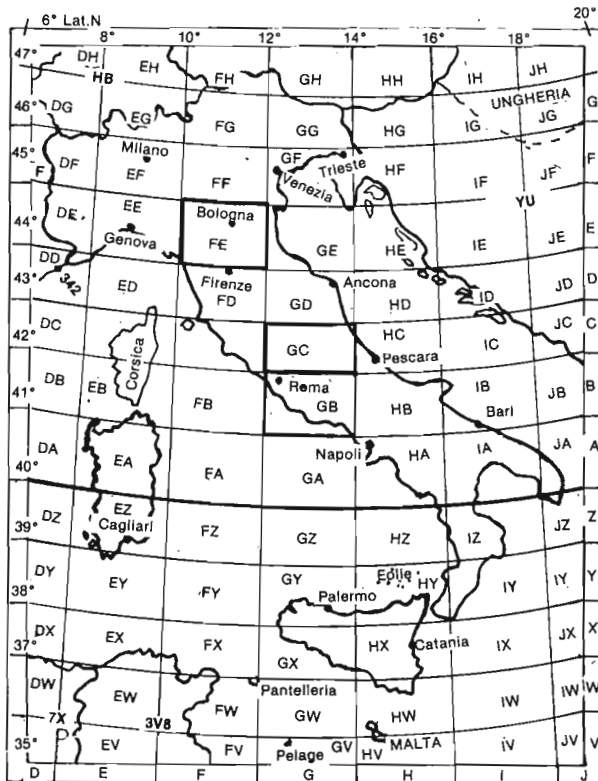 6° Lat.N 8° 10° 12° 14° 16° 18° 20°
47° DH EH FH GH HH IH JH
HB
UNGHERIA
46° DG EG FG GG HG IG JG G
Milano Trieste
45° DF EF FF GF HF IF JF F
F Venezia YU
44° DE EE Bologna GE HE IE JE E
Genova FE
DD Firenze Ancona
43° 342 ED FD GD HD ID JD D
42° DC Corsica GC HC IC JC C
Pescara
DB EB Roma IB JB B
41° FB GB HB Bari
Napoli
DA EA FA GA HA IA JA A
40°
DZ EZ FZ GZ HZ IZ JZ Z
39° Cagliari
Eolie
DY EY FY GY HY IY Y Y
38° Palermo
DX EX FX GX HX Catania IX JX X
37°
Pantelleria
DW EW FW GW HW IW JW W
7X 3V8
MALTA
35° EV FV Pelage GV HV IV JV V
D E F G H I J